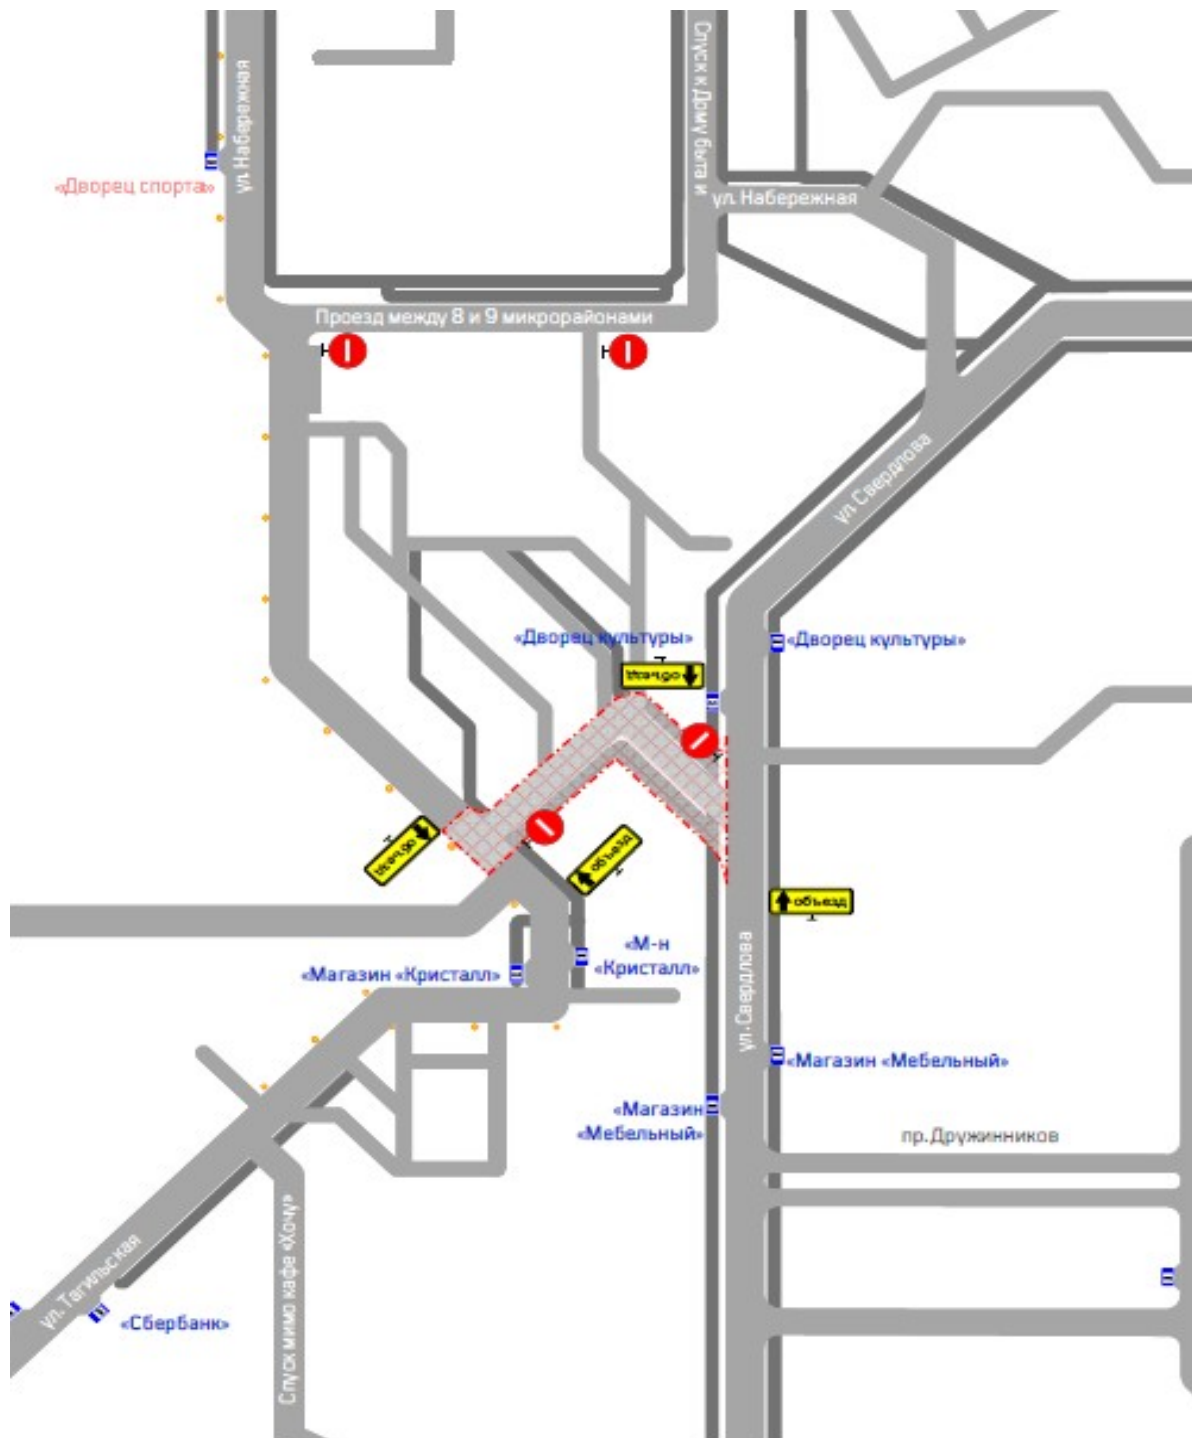 ул. Набережная
Спуск к Дому быта и
«Дворец спорта»
ул. Набережная
Проезд между 8 и 9 микрорайонами
ул. Свердлова
«Дворец культуры»
«Дворец культуры»
объезд
объезд
объезд
объезд
«М-н
«Кристалл»
«Магазин «Кристалл»
ул. Свердлова
«Магазин «Мебельный»
«Магазин
«Мебельный»
пр. Дружинников
Спуск мимо кафе «Хочу»
ул. Тагильская
«Сбербанк»